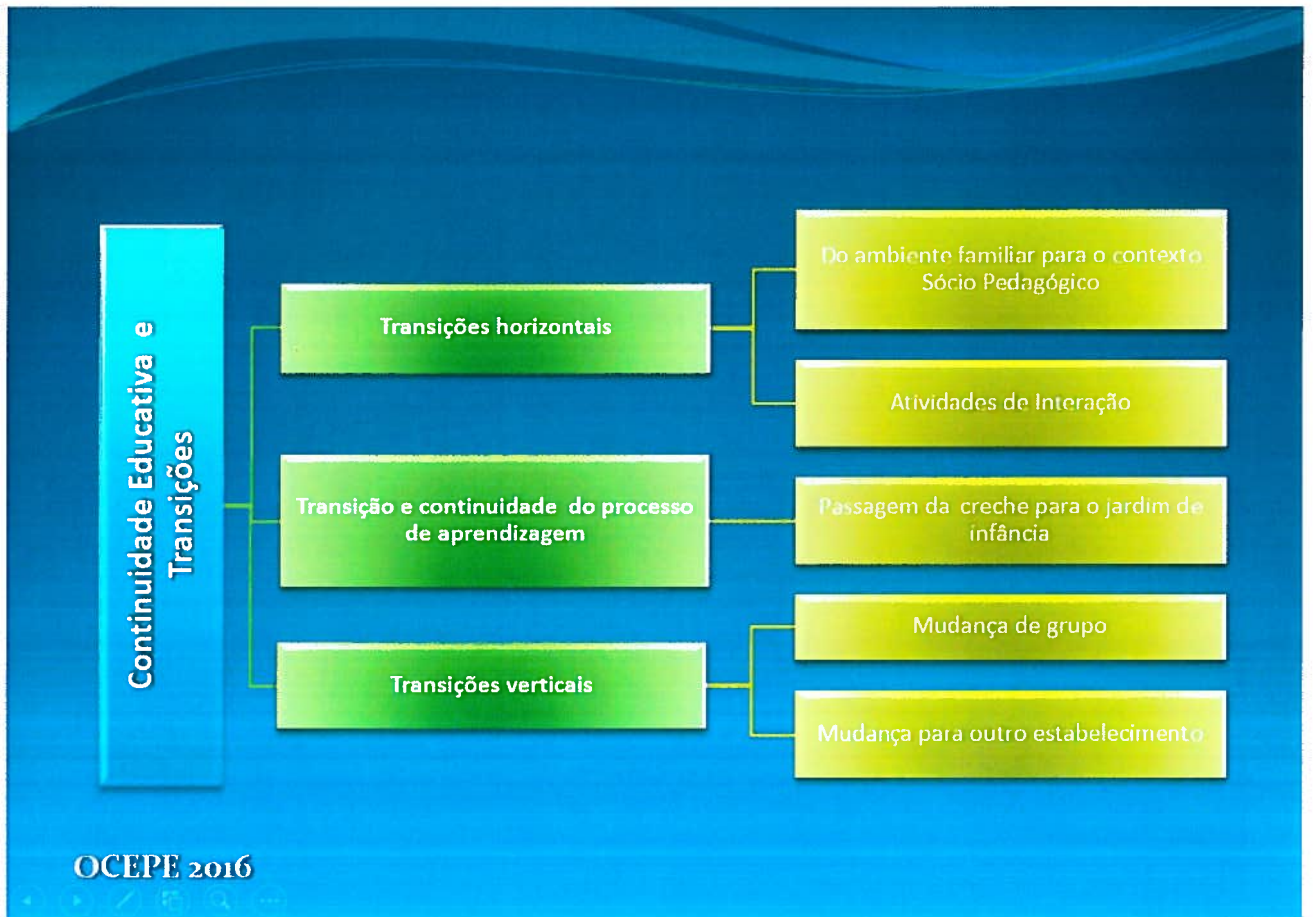 Continuidade Educativa e
Transições
Transições horizontais
Do ambiente familiar para o contexto
Sócio Pedagógico
Atividades de Interação
Transição e continuidade do processo
de aprendizagem
Passagem da creche para o jardim de
infância
Transições verticais
Mudança de grupo
Mudança para outro estabelecimento
OCEPE 2016